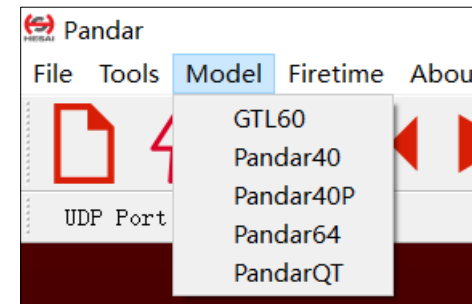 HESAI Pandar
File Tools Model Firetime Abou
GTL60
Pandar40
Pandar40P
UDP Port
Pandar64
PandarQT